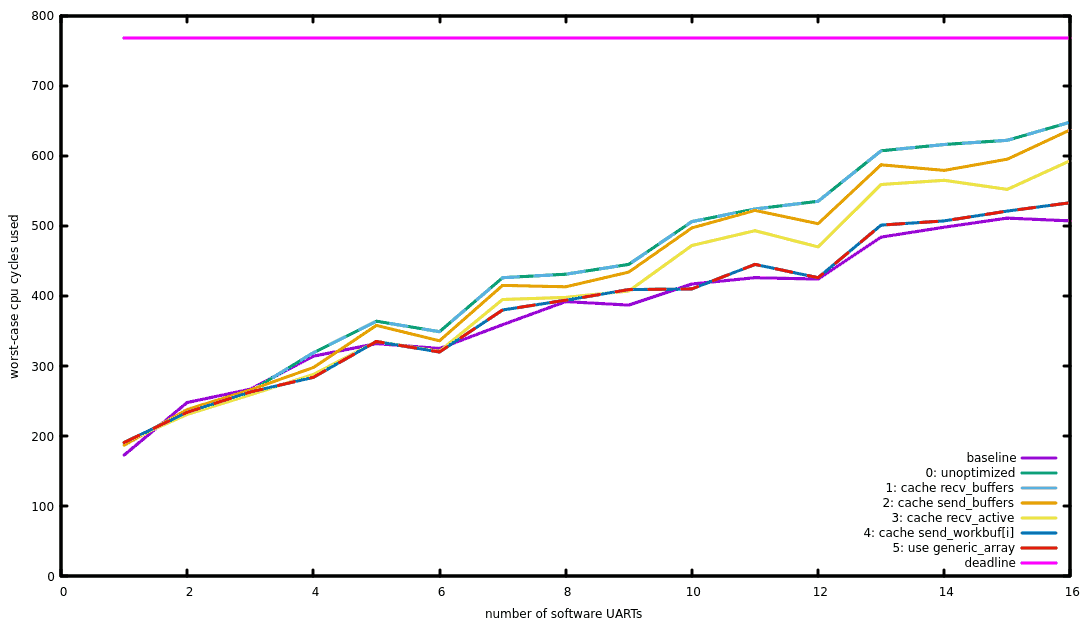 800
700
600
500
400
300
200
100
0
worst-case cpu cycles used
baseline
0: unoptimized
1: cache recv_buffers
2: cache send_buffers
3: cache recv_active
4: cache send_workbuf[i]
5: use generic_array
deadline
0 2 4 6 8 10 12 14 16
number of software UARTs